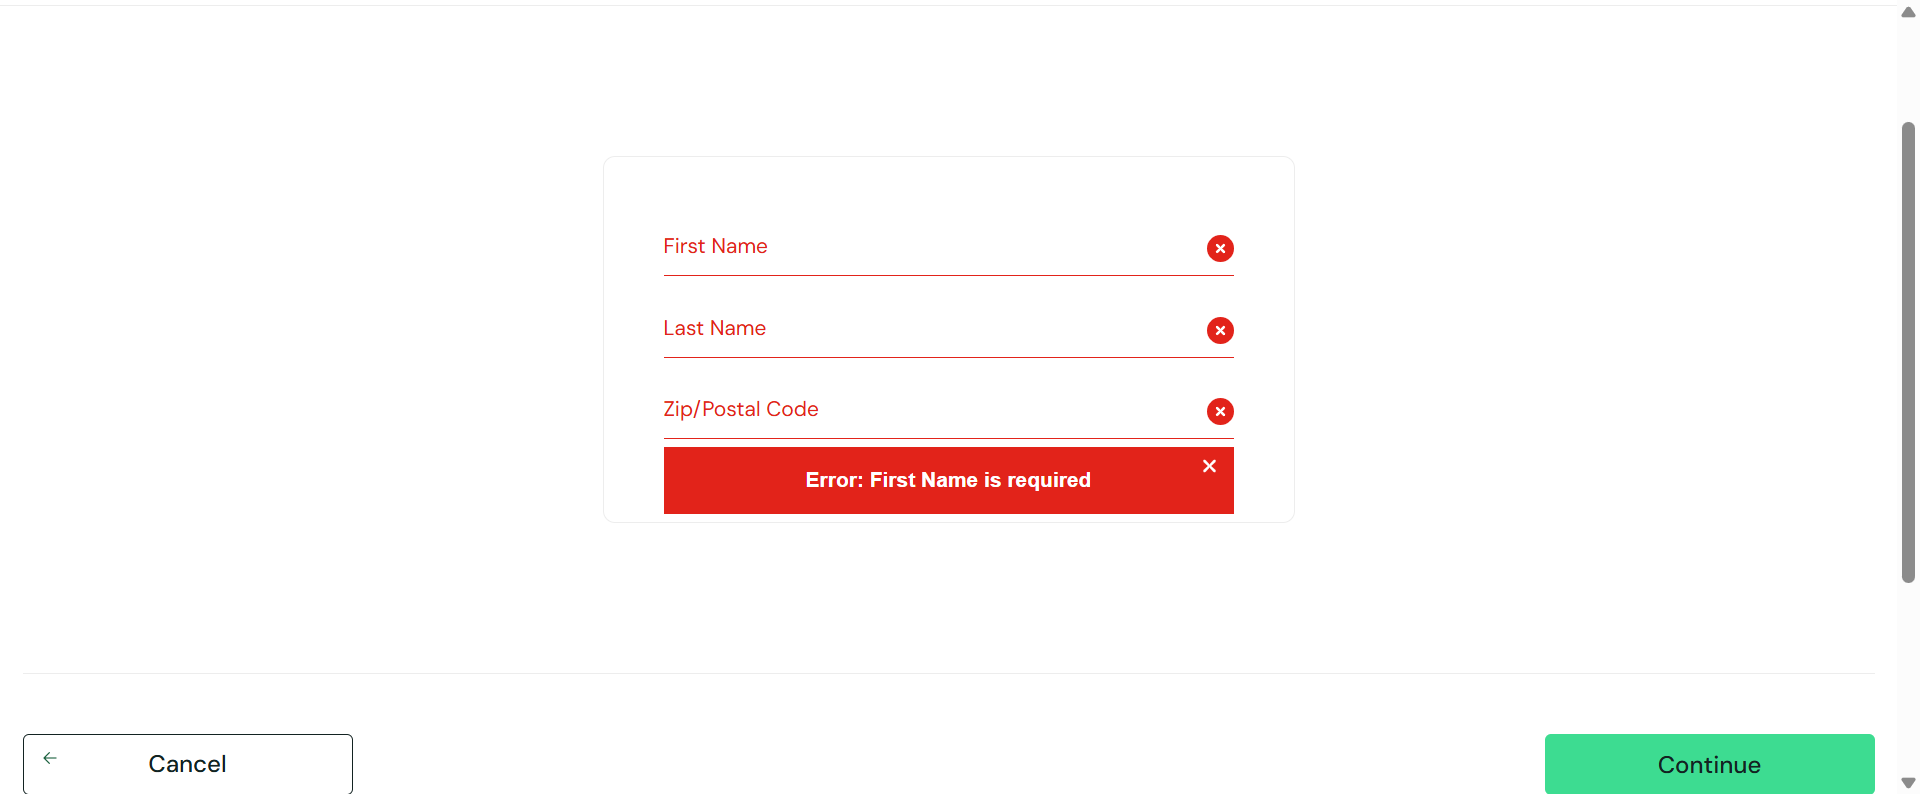 First Name
Last Name
Zip/Postal Code
Error: First Name is required
Cancel
Continue